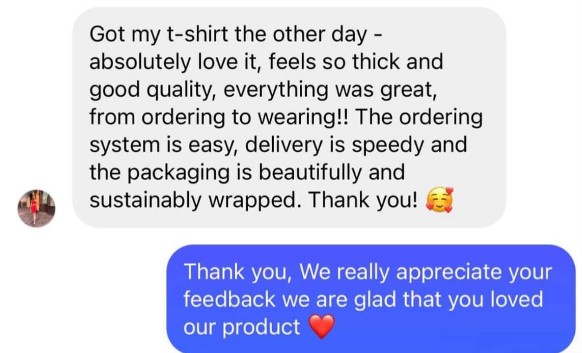 Got my t-shirt the other day -
absolutely love it, feels so thick and
good quality, everything was great,
from ordering to wearing!! The ordering
system is easy, delivery is speedy and
the packaging is beautifully and
sustainably wrapped. Thank you! 🥰
Thank you, We really appreciate your
feedback we are glad that you loved
our product ❤️